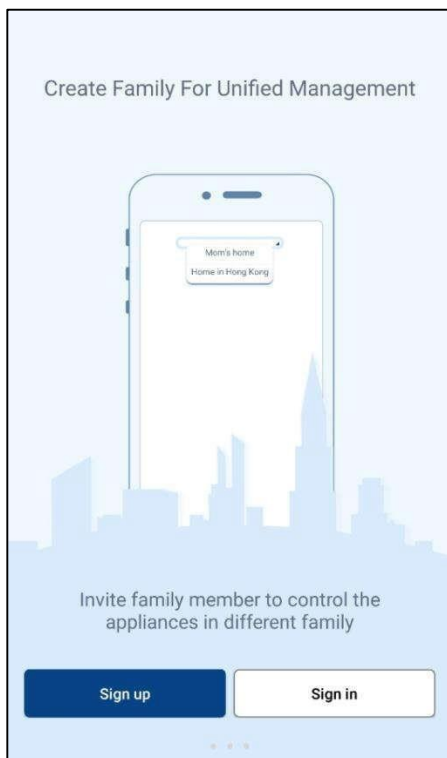 Create Family For Unified Management
Mom's home
Home in Hong Kong
Invite family member to control the
appliances in different family
Sign up
Sign in